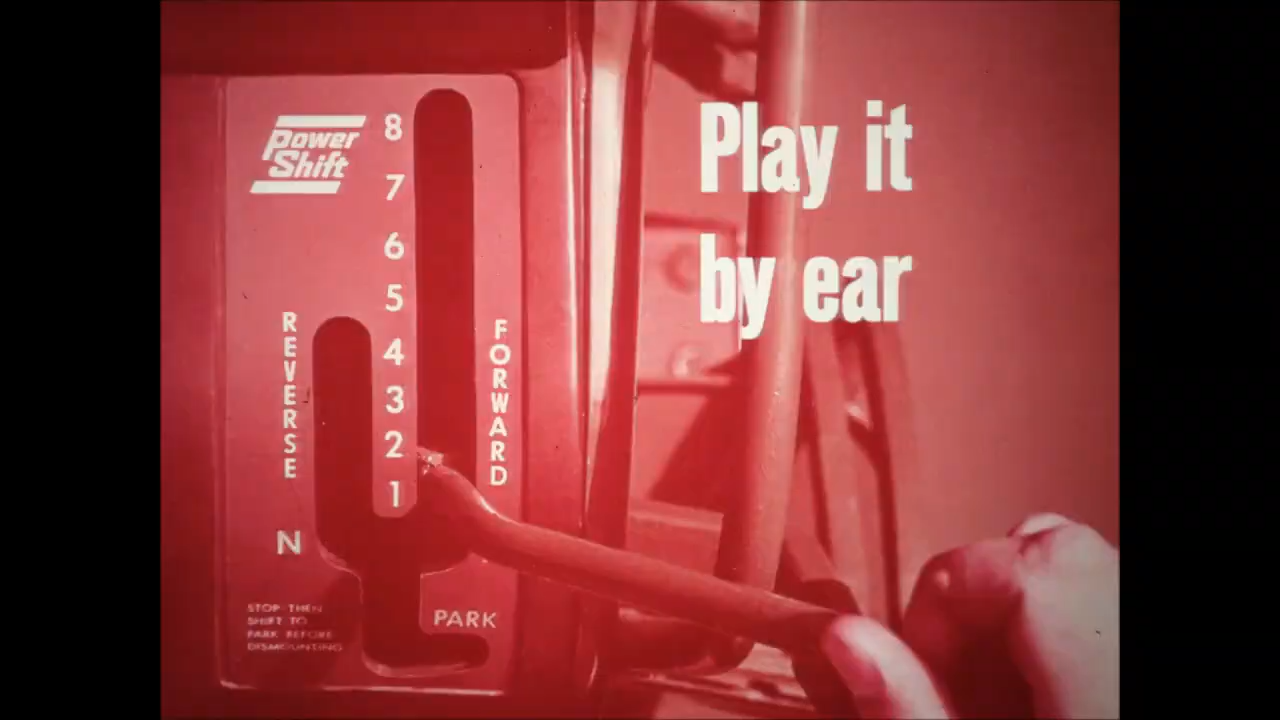 Power
Shift
8
7
6
5
4
3
2
1
REVERSE
FORWARD
N
PARK
STOP THEN
SHIFT TO
PARK BEFORE
DISMOUNTING
Play it
by ear